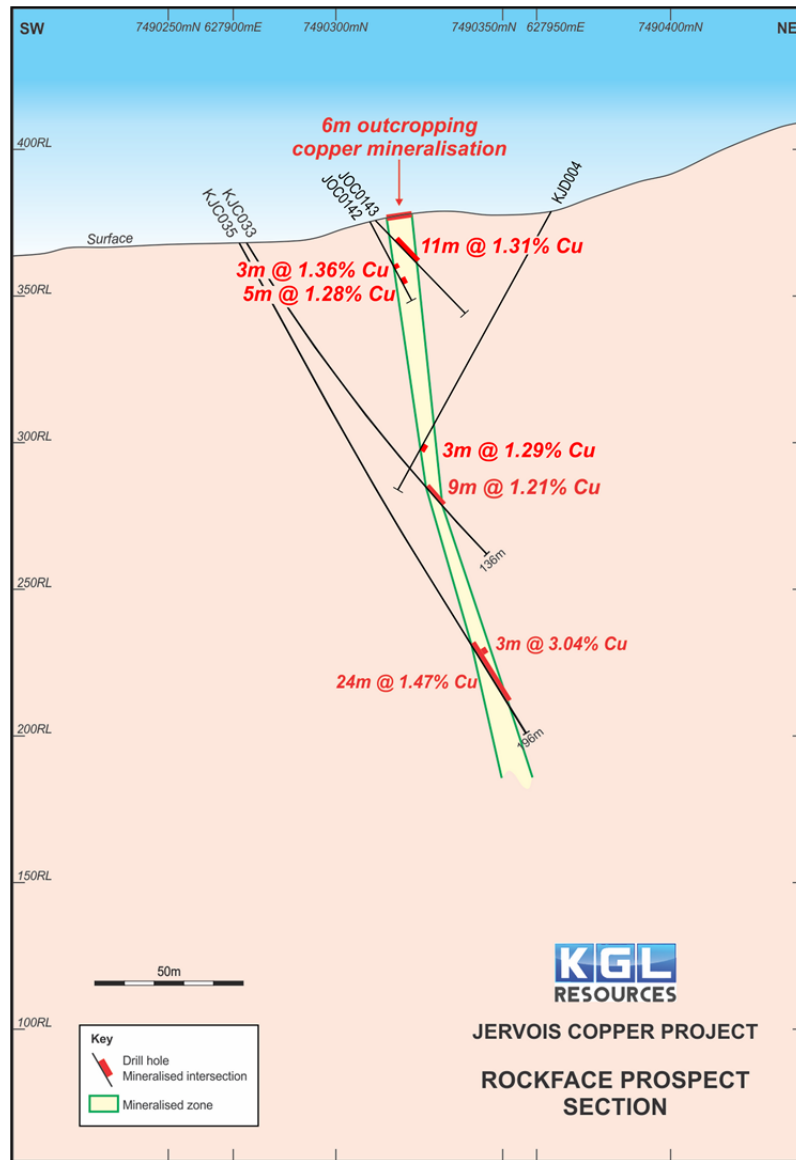 SW
7490250mN
627900mE
7490300mN
7490350mN
627950mE
7490400mN
NE
6m outcropping
copper mineralisation
400RL
KJC035
KJC033
JOC0142
JOC0143
KJD004
Surface
11m @ 1.31% Cu
3m @ 1.36% Cu
5m @ 1.28% Cu
350RL
300RL
3m @ 1.29% Cu
9m @ 1.21% Cu
136m
250RL
3m @ 3.04% Cu
24m @ 1.47% Cu
200RL
196m
150RL
50m
KGL
RESOURCES
100RL
JERVOIS COPPER PROJECT
ROCKFACE PROSPECT
SECTION
Key
Drill hole
Mineralised intersection
Mineralised zone